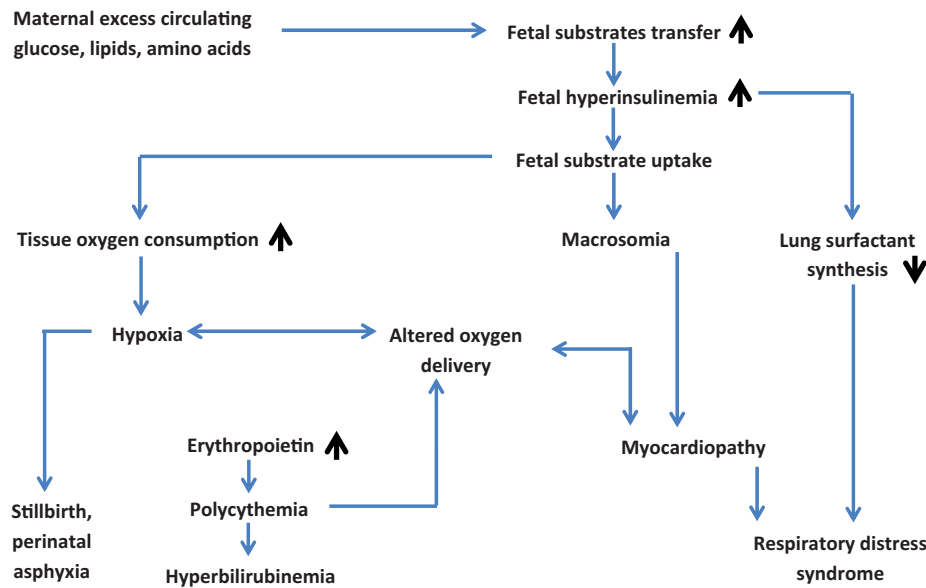 Maternal excess circulating
glucose, lipids, amino acids
Fetal substrates transfer
Fetal hyperinsulinemia
Fetal substrate uptake
Tissue oxygen consumption
Macrosomia
Lung surfactant
synthesis
Hypoxia
Altered oxygen
delivery
Erythropoietin
Myocardiopathy
Polycythemia
Stillbirth,
perinatal
asphyxia
Hyperbilirubinemia
Respiratory distress
syndrome